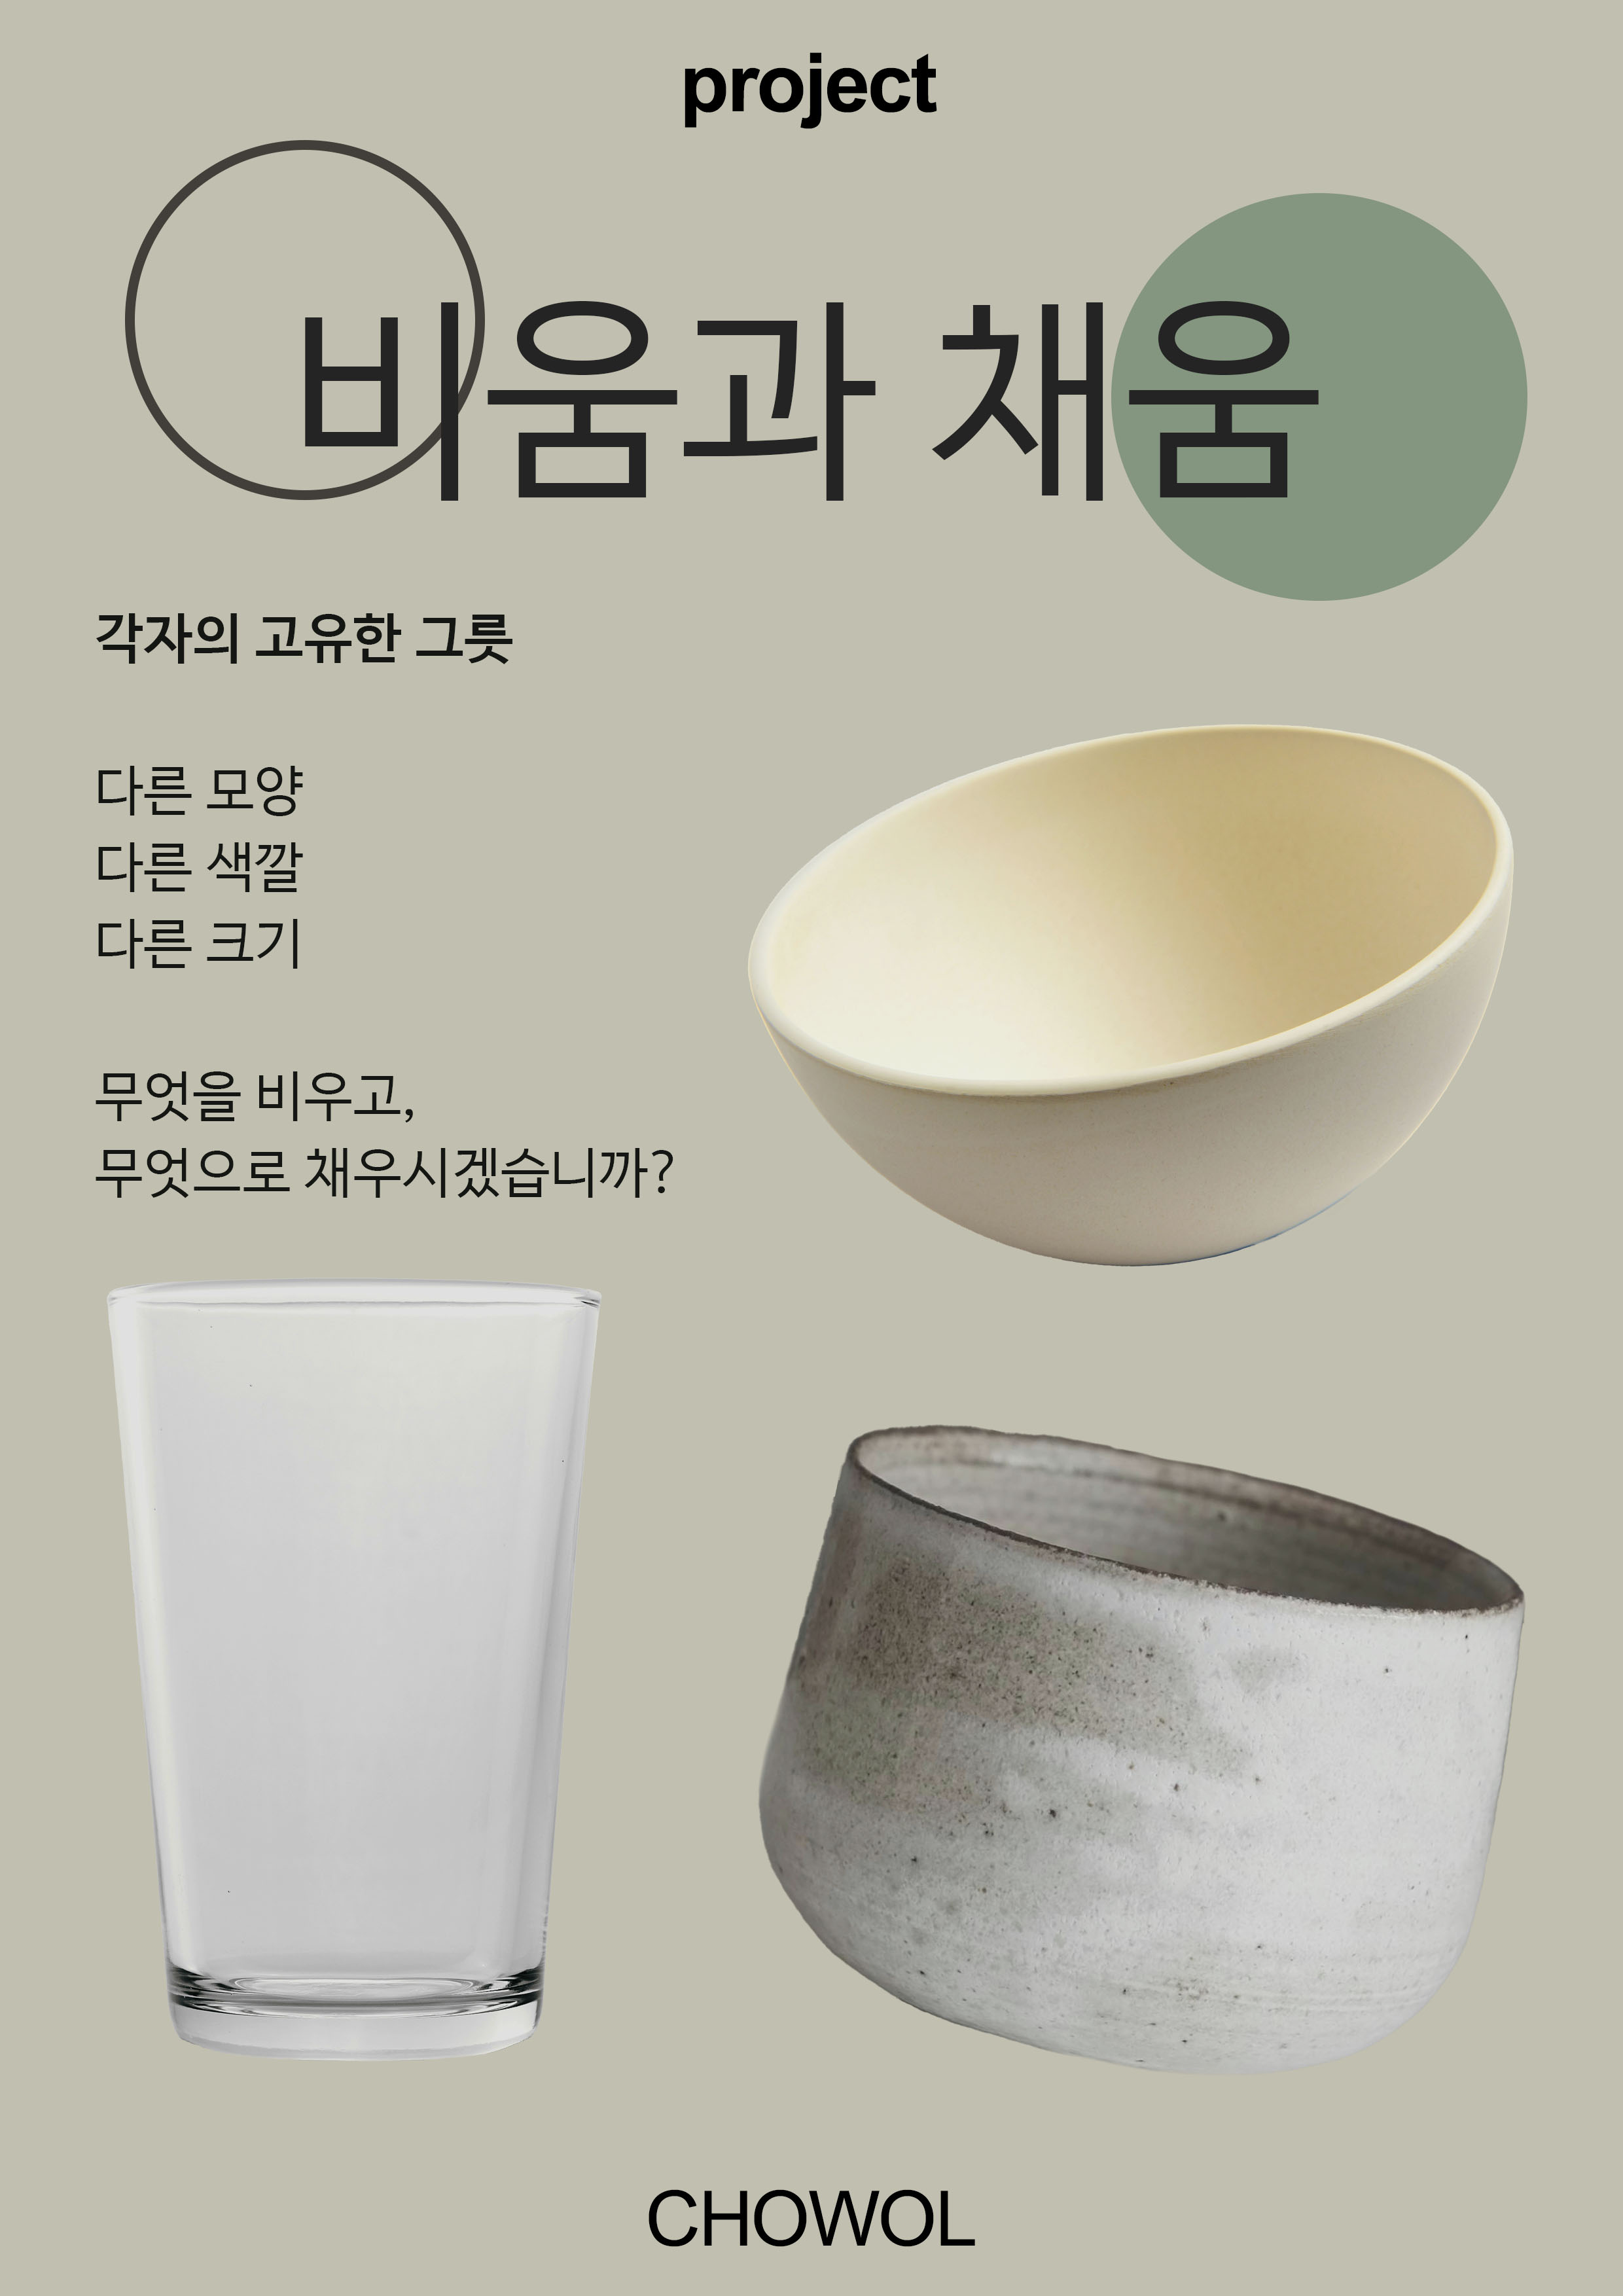 project
비움과 채움
각자의 고유한 그릇
다른 모양
다른 색깔
다른 크기
무엇을 비우고,
무엇으로 채우시겠습니까?
CHOWOL